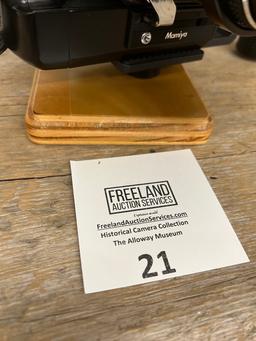 Mamiya
FREELAND
AUCTION SERVICES
FreelandAuctionServices.com
Historical Camera Collection
The Alloway Museum
21